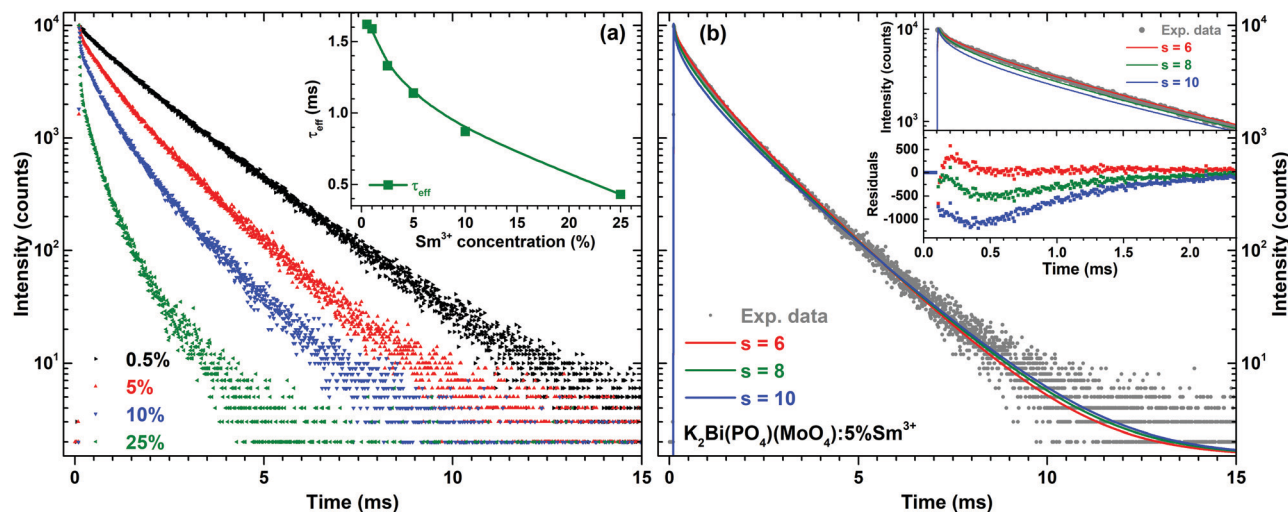 (a)
Intensity (counts)
10⁴
10³
10²
10¹
0.5%
5%
10%
25%
0 5 10 15
Time (ms)
τeff (ms)
1.5
1.0
0.5
τeff
0 5 10 15 20 25
Sm³⁺ concentration (%)
(b)
Exp. data
s = 6
s = 8
s = 10
K₂Bi(PO₄)(MoO₄):5%Sm³⁺
0 5 10 15
Time (ms)
Intensity (counts)
10⁴
10³
Exp. data
s = 6
s = 8
s = 10
Residuals
500
0
-500
-1000
0.0 0.5 1.0 1.5 2.0
Time (ms)
10⁴
10³
10²
10¹
Intensity (counts)